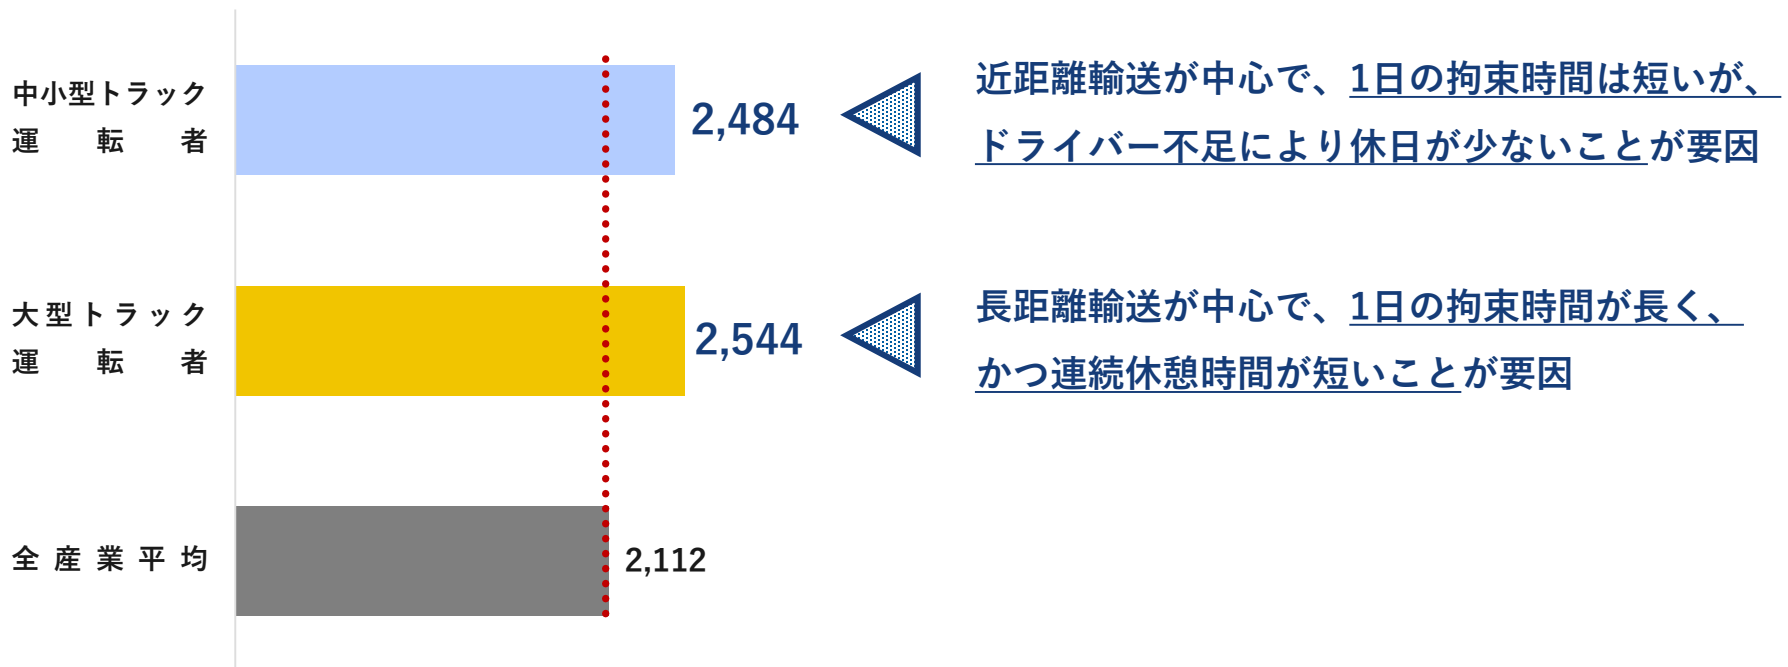 中小型トラック
運転者
2,484
近距離輸送が中心で、1日の拘束時間は短いが、
ドライバー不足により休日が少ないことが要因
大型トラック
運転者
2,544
長距離輸送が中心で、1日の拘束時間が長く、
かつ連続休憩時間が短いことが要因
全産業平均
2,112